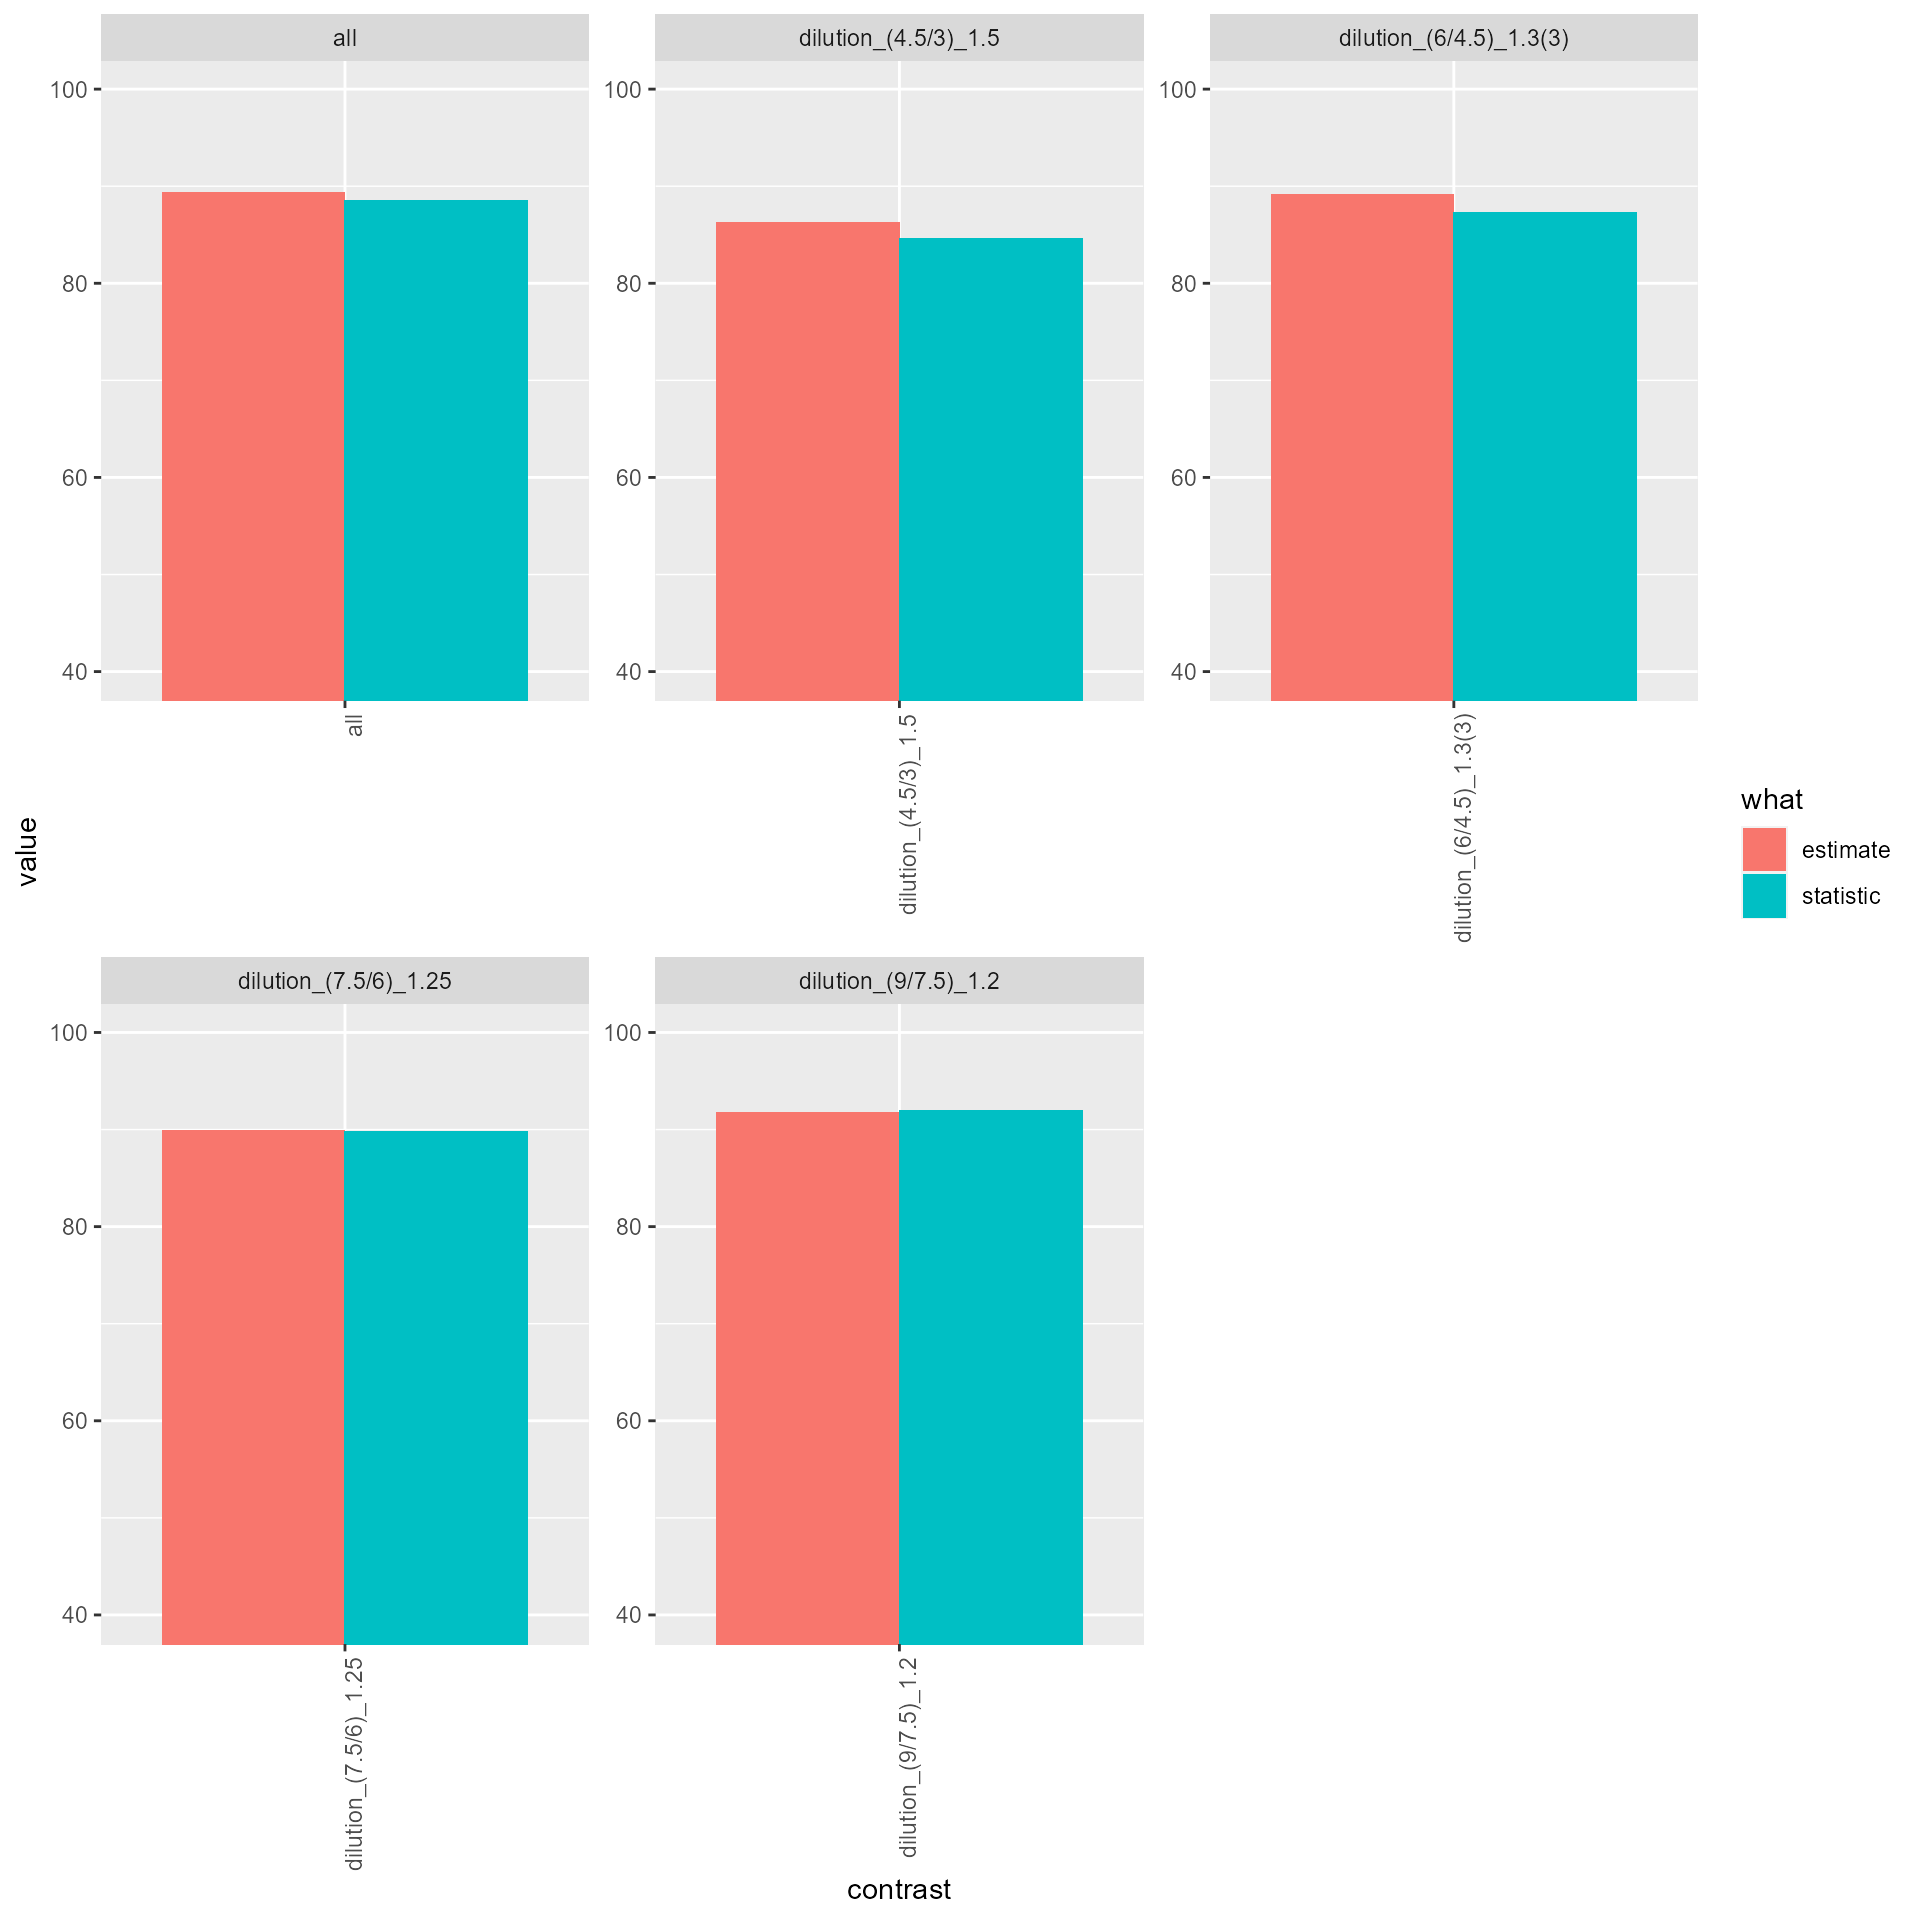 all
dilution_(4.5/3)_1.5
dilution_(6/4.5)_1.3(3)
100
80
60
40
100
80
60
40
100
80
60
40
all
dilution_(4.5/3)_1.5
dilution_(6/4.5)_1.3(3)
value
what
estimate
statistic
dilution_(7.5/6)_1.25
dilution_(9/7.5)_1.2
100
80
60
40
100
80
60
40
dilution_(7.5/6)_1.25
dilution_(9/7.5)_1.2
contrast